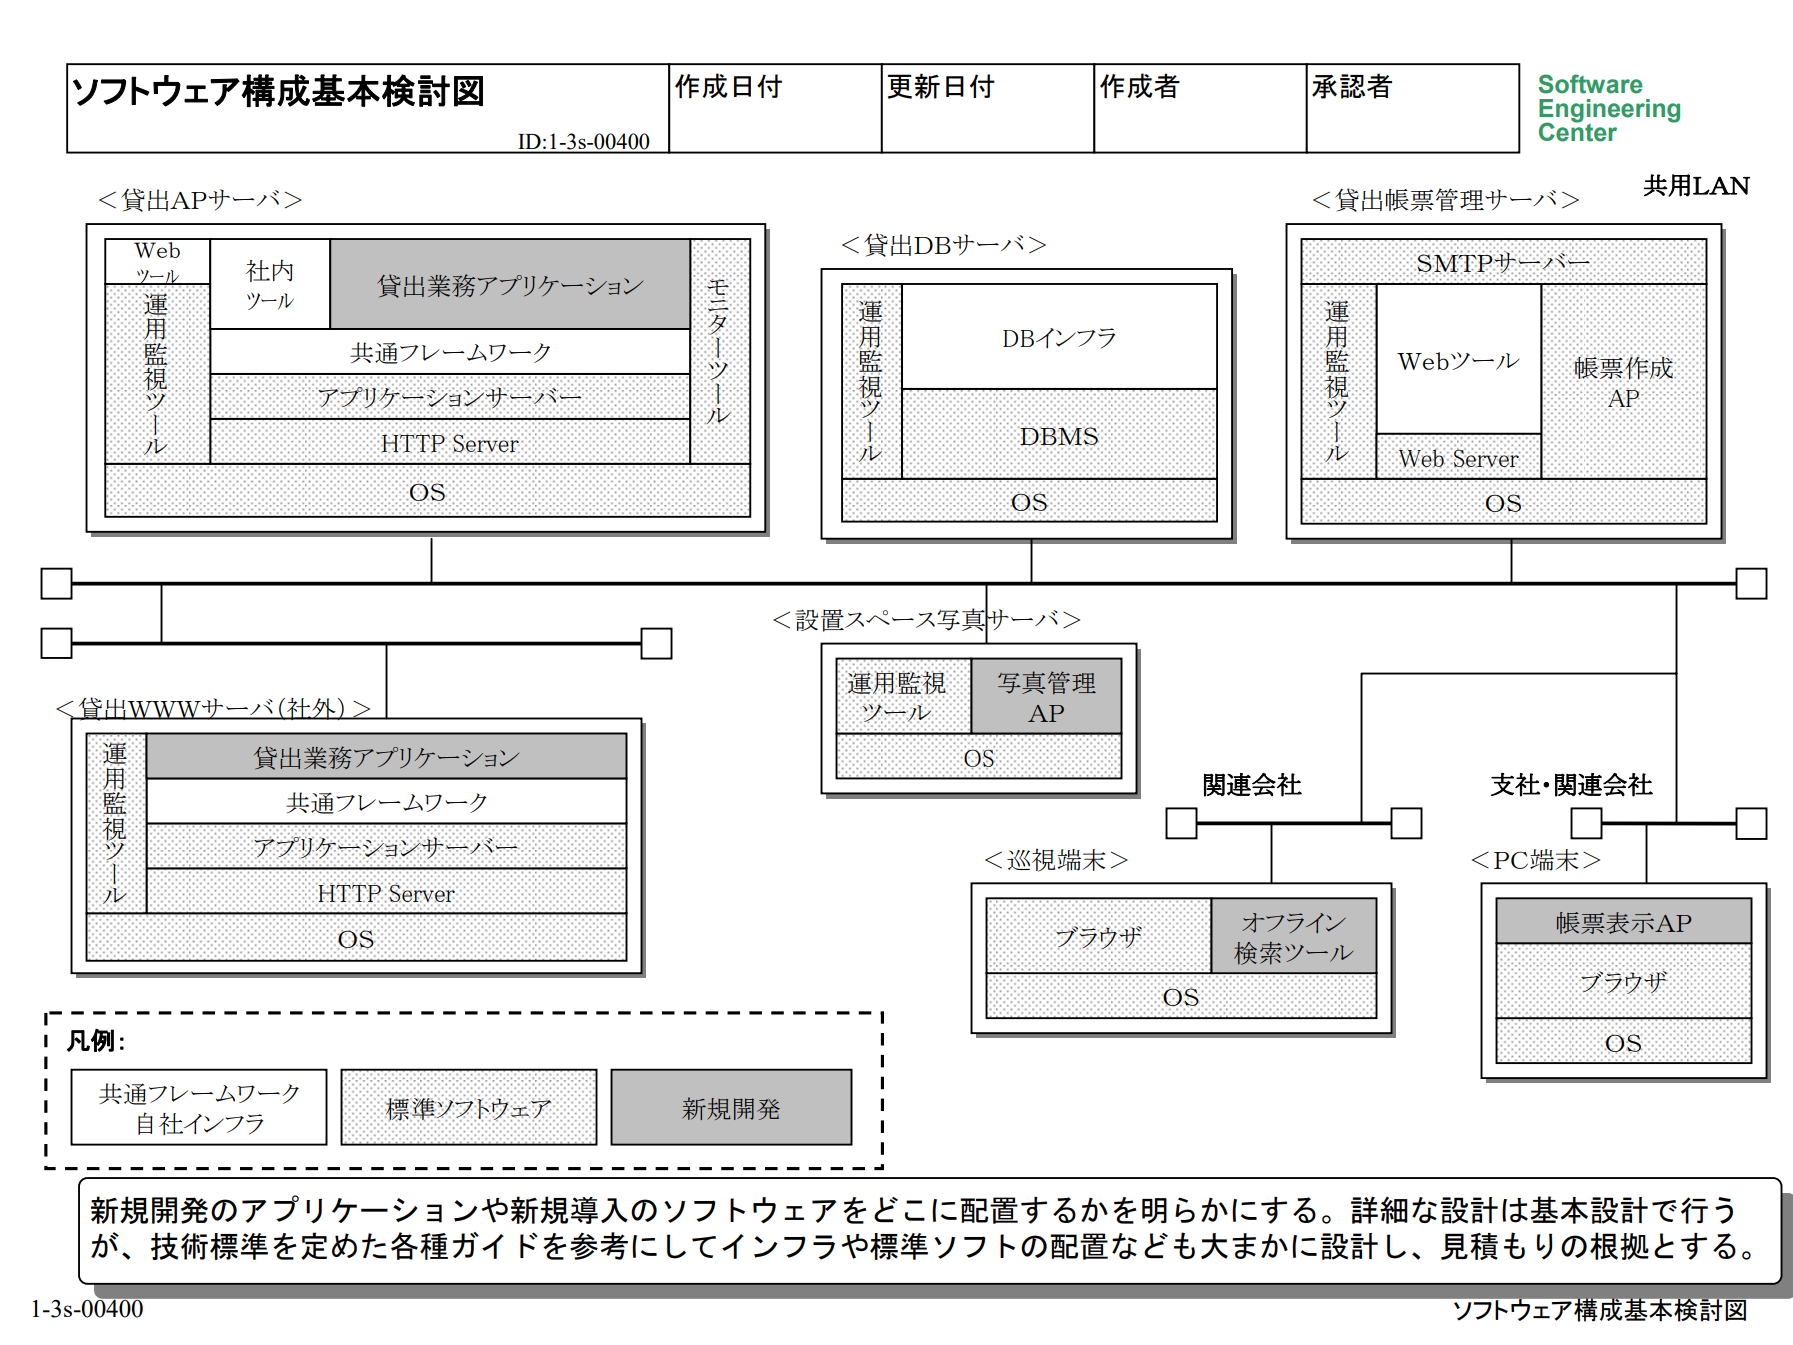 ソフトウェア構成基本検討図
ID:1-3s-00400
作成日付
更新日付
作成者
承認者
Software
Engineering
Center
共用LAN
＜貸出APサーバ＞
Web
ツール
社内
ツール
貸出業務アプリケーション
運用監視ツール
モニターツール
共通フレームワーク
アプリケーションサーバー
HTTP Server
OS
＜貸出DBサーバ＞
運用監視ツール
DBインフラ
DBMS
OS
＜貸出帳票管理サーバ＞
SMTPサーバー
運用監視ツール
Webツール
帳票作成
AP
Web Server
OS
＜設置スペース写真サーバ＞
運用監視
ツール
写真管理
AP
OS
＜貸出WWWサーバ（社外）＞
運用監視ツール
貸出業務アプリケーション
共通フレームワーク
アプリケーションサーバー
HTTP Server
OS
関連会社
＜巡視端末＞
ブラウザ
オフライン
検索ツール
OS
支社・関連会社
＜PC端末＞
帳票表示AP
ブラウザ
OS
凡例：
共通フレームワーク
自社インフラ
標準ソフトウェア
新規開発
新規開発のアプリケーションや新規導入のソフトウェアをどこに配置するかを明らかにする。詳細な設計は基本設計で行う
が、技術標準を定めた各種ガイドを参考にしてインフラや標準ソフトの配置なども大まかに設計し、見積もりの根拠とする。
1-3s-00400
ソフトウェア構成基本検討図